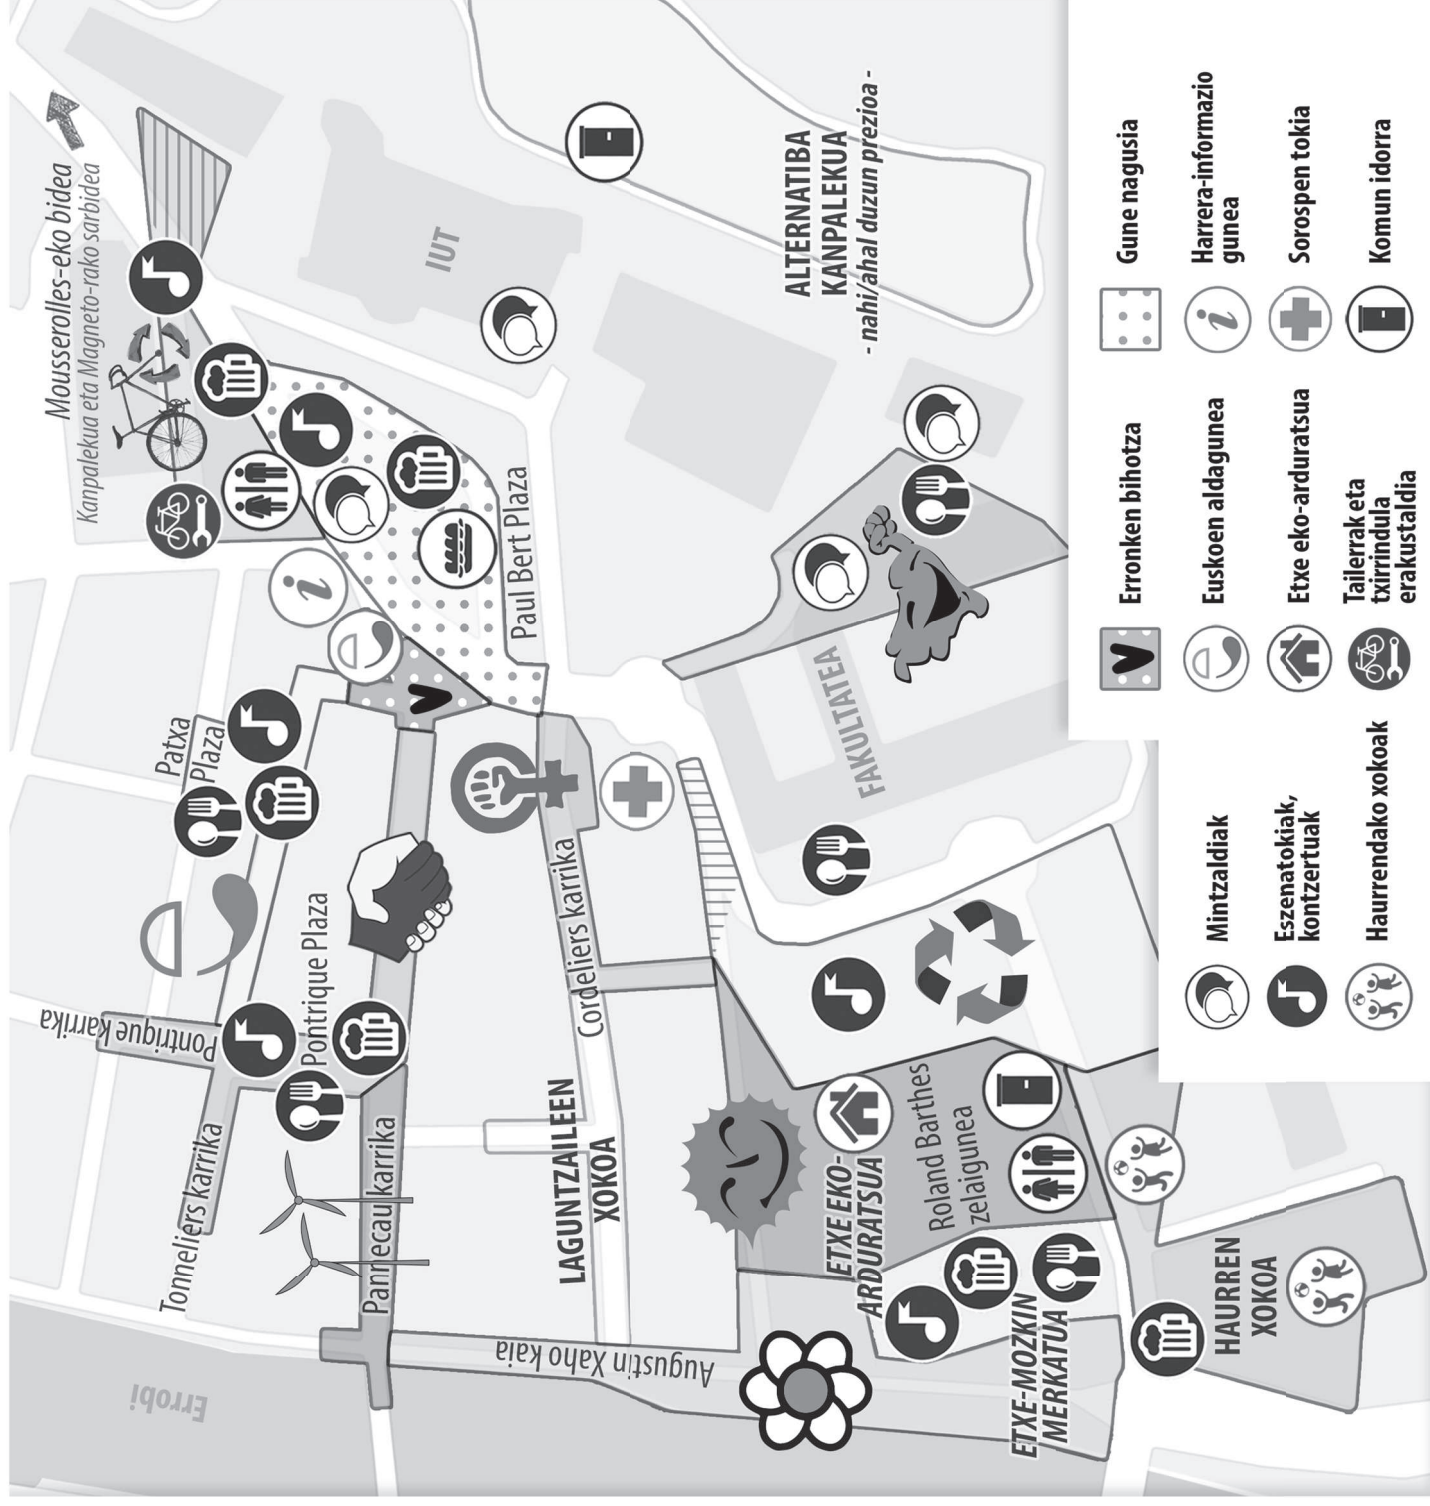 Mousserolles-eko bidea
Kanpalekua eta Magneto-rako sarbidea
IUT
ALTERNATIBA
KANPALEKUA
- nahi/ahal duzun prezioa -
Paul Bert Plaza
Patxa
Plaza
Pontrique karrika
Pontrique Plaza
Tonneliers karrika
Pannecau karrika
Cordeliers karrika
FAKULTATEA
LAGUNTZAILEEN
XOKOA
Errobi
Augustin Xaho kaia
ETXE EKO-
ARDURATSUA
Roland Barthes
zelaigunea
ETXE-MOZKIN
MERKATUA
HAURREN
XOKOA
Mintzaldiak
Eszenatokiak,
kontzertuak
Haurrendako xokoak
Erronken bihotza
Euskoen aldagunea
Etxe eko-arduratsua
Tailerrak eta
txirrindula
erakustaldia
Gune nagusia
Harrera-informazio
gunea
Sorospen tokia
Komun idorra